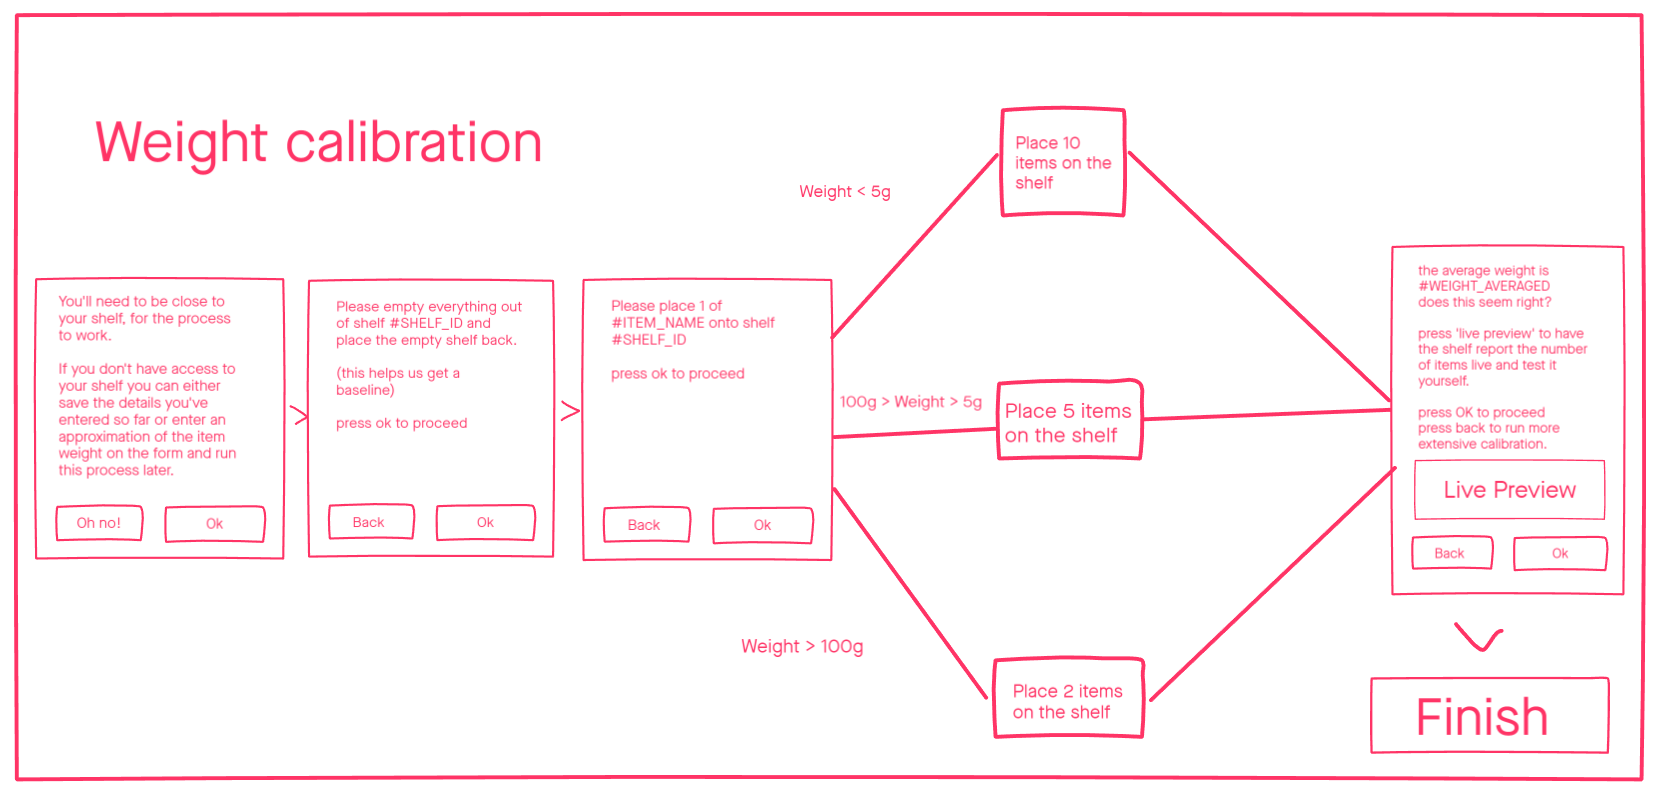 Weight calibration
You'll need to be close to
your shelf, for the process
to work.
If you don't have access to
your shelf you can either
save the details you've
entered so far or enter an
approximation of the item
weight on the form and run
this process later.
Oh no!
Ok
Please empty everything out
of shelf #SHELF_ID and
place the empty shelf back.
(this helps us get a
baseline)
press ok to proceed
Back
Ok
Please place 1 of
#ITEM_NAME onto shelf
#SHELF_ID
press ok to proceed
Back
Ok
Weight < 5g
Place 10
items on the
shelf
100g > Weight > 5g
Place 5 items
on the shelf
Weight > 100g
Place 2 items
on the shelf
the average weight is
#WEIGHT_AVERAGED
does this seem right?
press 'live preview' to have
the shelf report the number
of items live and test it
yourself.
press OK to proceed
press back to run more
extensive calibration.
Live Preview
Back
Ok
Finish